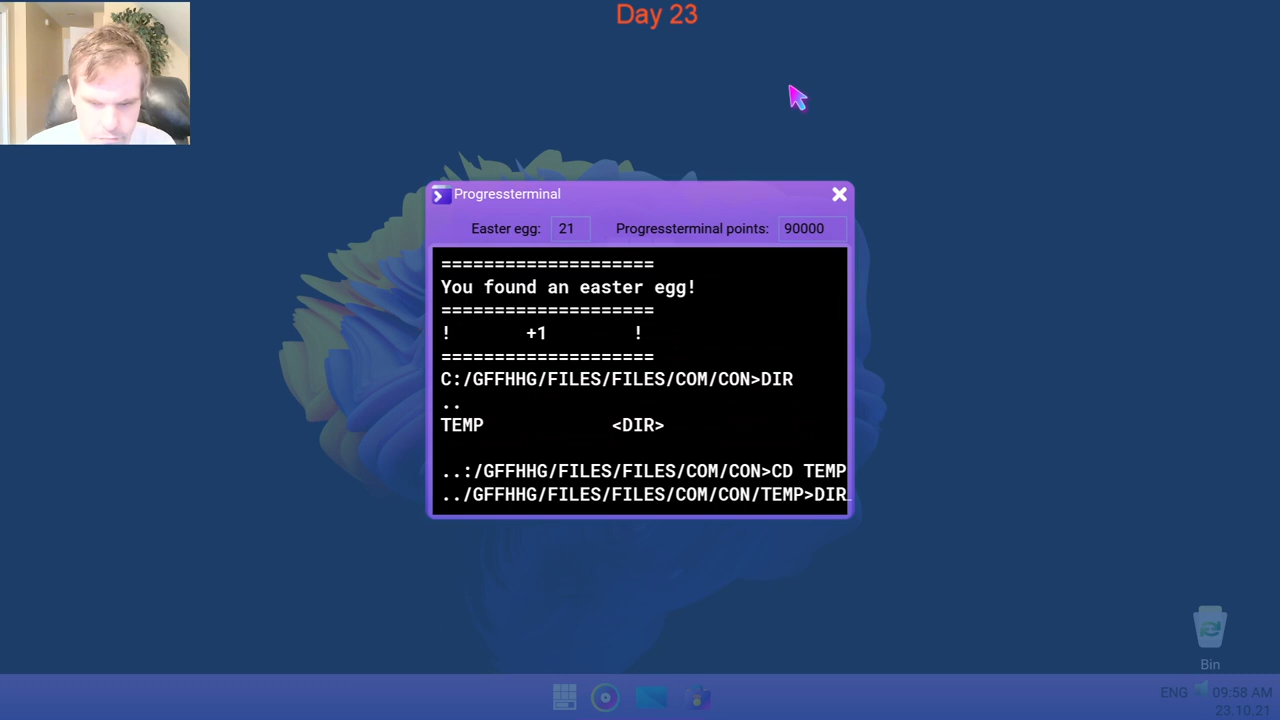 Day 23
Progressterminal
Easter egg: 21 Progressterminal points: 90000
====================
You found an easter egg!
====================
! +1 !
====================
C:/GFFHHG/FILES/FILES/COM/CON>DIR
..
TEMP <DIR>
..:/GFFHHG/FILES/FILES/COM/CON>CD TEMP
../GFFHHG/FILES/FILES/COM/CON/TEMP>DIR_
Bin
ENG 09:58 AM
23.10.21